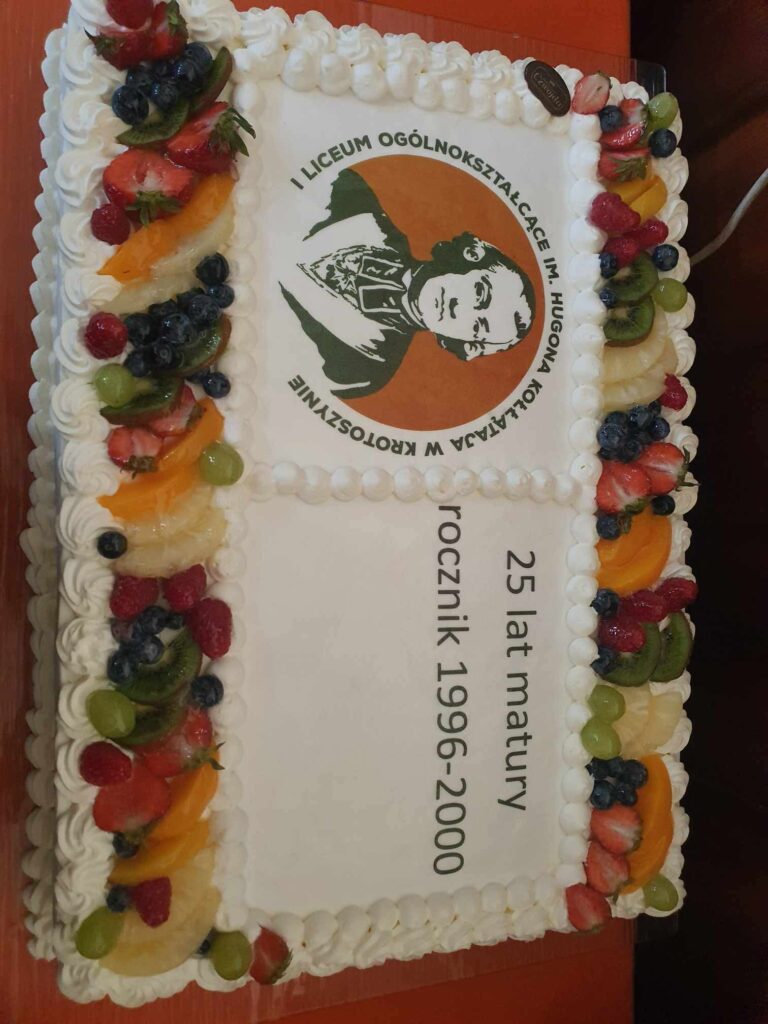 I LICEUM OGÓLNOKSZTAŁCĄCE IM. HUGONA KOŁŁĄTAJA W KROTOSZYNIE
25 lat matury
rocznik 1996-2000